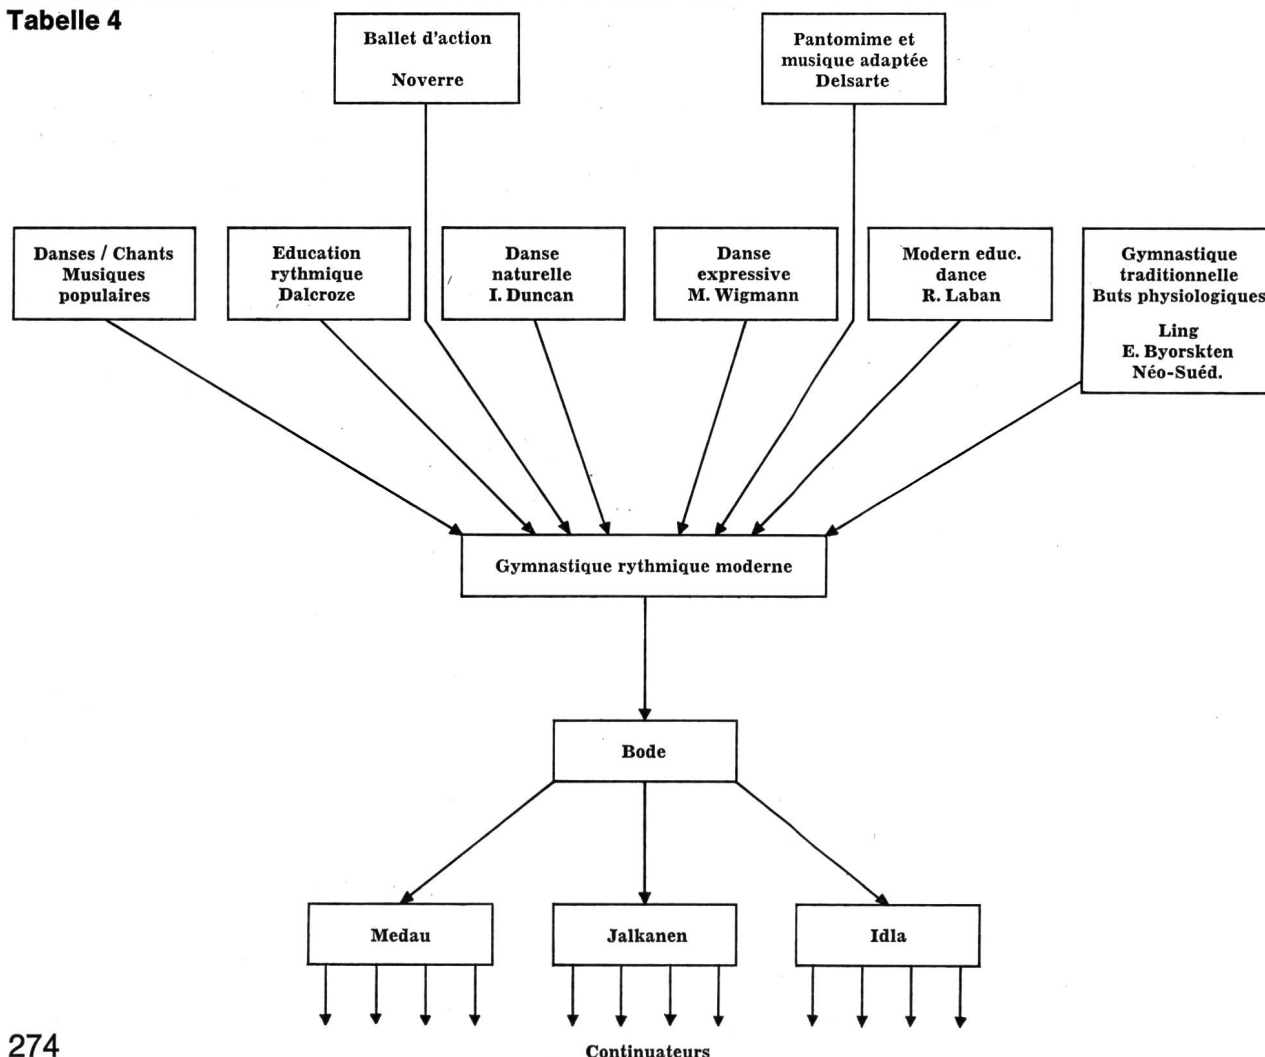 Tabelle 4
Ballet d'action
Noverre
Pantomime et
musique adaptée
Delsarte
Danses / Chants
Musiques
populaires
Education
rythmique
Dalcroze
Danse
naturelle
I. Duncan
Danse
expressive
M. Wigmann
Modern educ.
dance
R. Laban
Gymnastique
traditionnelle
Buts physiologiques
Ling
E. Byorskten
Néo-Suéd.
Gymnastique rythmique moderne
Bode
Medau
Jalkanen
Idla
Continuateurs
274